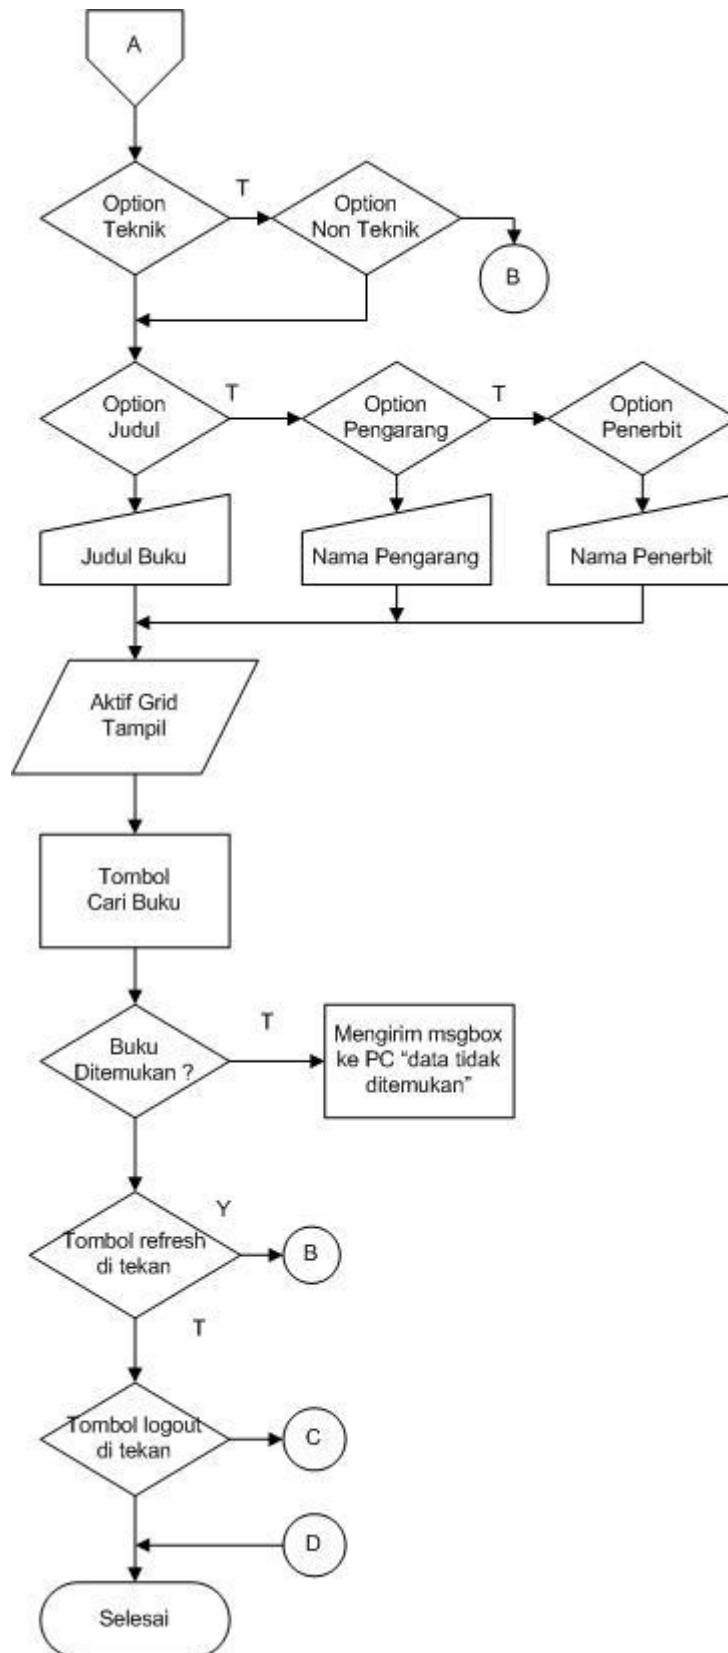 A
Option
Teknik
T
Option
Non Teknik
B
Option
Judul
T
Option
Pengarang
T
Option
Penerbit
Judul Buku
Nama Pengarang
Nama Penerbit
Aktif Grid
Tampil
Tombol
Cari Buku
Buku
Ditemukan ?
T
Mengirim msgbox
ke PC “data tidak
ditemukan”
Y
Tombol refresh
di tekan
B
T
Tombol logout
di tekan
C
D
Selesai